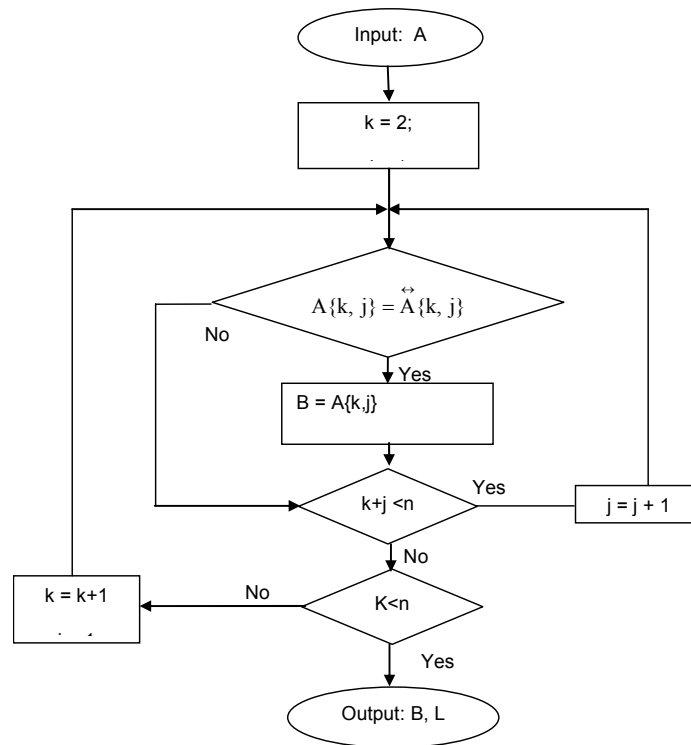 Input: A
k = 2;
A{k, j} = A↔{k, j}
No
Yes
B = A{k,j}
k+j <n
Yes
j = j + 1
No
K<n
No
k = k+1
Yes
Output: B, L